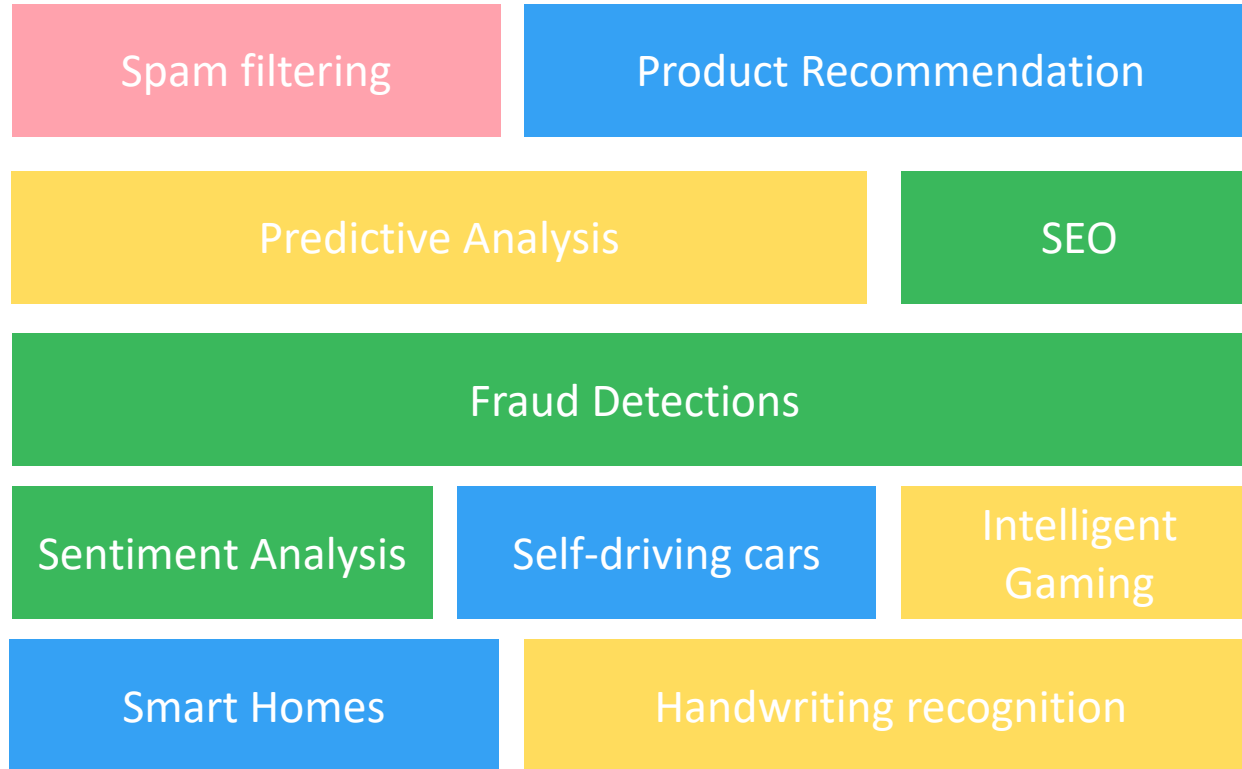 Spam filtering
Product Recommendation
Predictive Analysis
SEO
Fraud Detections
Sentiment Analysis
Self-driving cars
Intelligent
Gaming
Smart Homes
Handwriting recognition